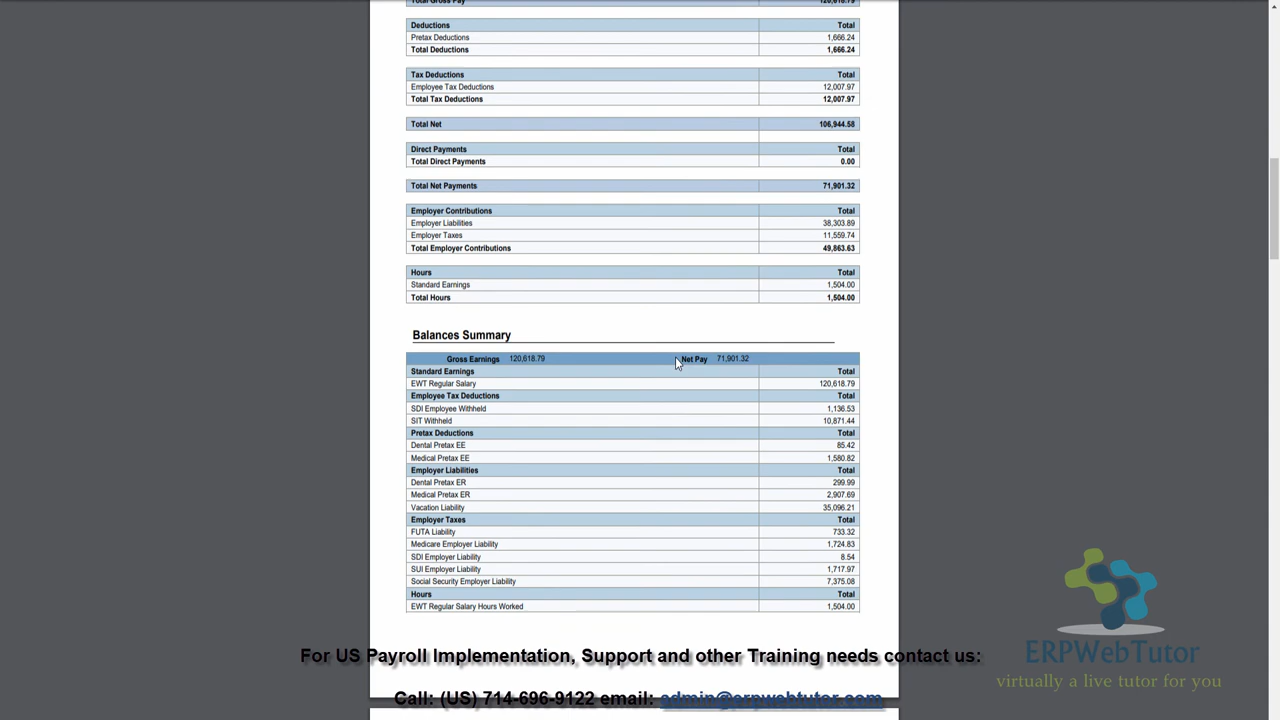 Total Gross Pay 120,618.79
Deductions Total
Pretax Deductions 1,666.24
Total Deductions 1,666.24
Tax Deductions Total
Employee Tax Deductions 12,007.97
Total Tax Deductions 12,007.97
Total Net 106,944.58
Direct Payments Total
Total Direct Payments 0.00
Total Net Payments 71,901.32
Employer Contributions Total
Employer Liabilities 38,303.89
Employer Taxes 11,559.74
Total Employer Contributions 49,863.63
Hours Total
Standard Earnings 1,504.00
Total Hours 1,504.00
Balances Summary
Gross Earnings 120,618.79 Net Pay 71,901.32
Standard Earnings Total
EWT Regular Salary 120,618.79
Employee Tax Deductions Total
SDI Employee Withheld 1,136.53
SIT Withheld 10,871.44
Pretax Deductions Total
Dental Pretax EE 85.42
Medical Pretax EE 1,580.82
Employer Liabilities Total
Dental Pretax ER 299.99
Medical Pretax ER 2,907.69
Vacation Liability 35,096.21
Employer Taxes Total
FUTA Liability 733.32
Medicare Employer Liability 1,724.83
SDI Employer Liability 8.54
SUI Employer Liability 1,717.97
Social Security Employer Liability 7,375.08
Hours Total
EWT Regular Salary Hours Worked 1,504.00
For US Payroll Implementation, Support and other Training needs contact us:
Call: (US) 714-696-9122 email: admin@erpwebtutor.com
ERPWebTutor
virtually a live tutor for you